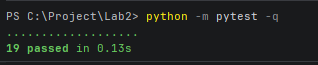 PS C:\Project\Lab2> python -m pytest -q
...................
19 passed in 0.13s